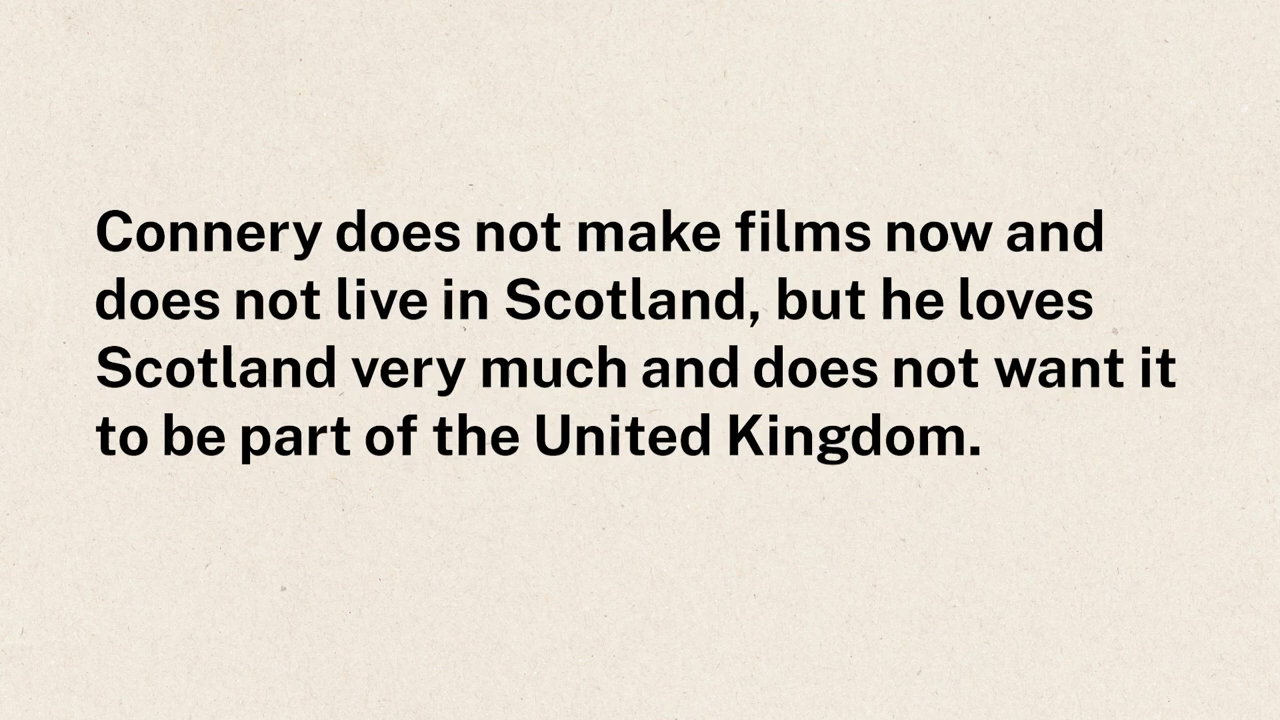 Connery does not make films now and
does not live in Scotland, but he loves
Scotland very much and does not want it
to be part of the United Kingdom.